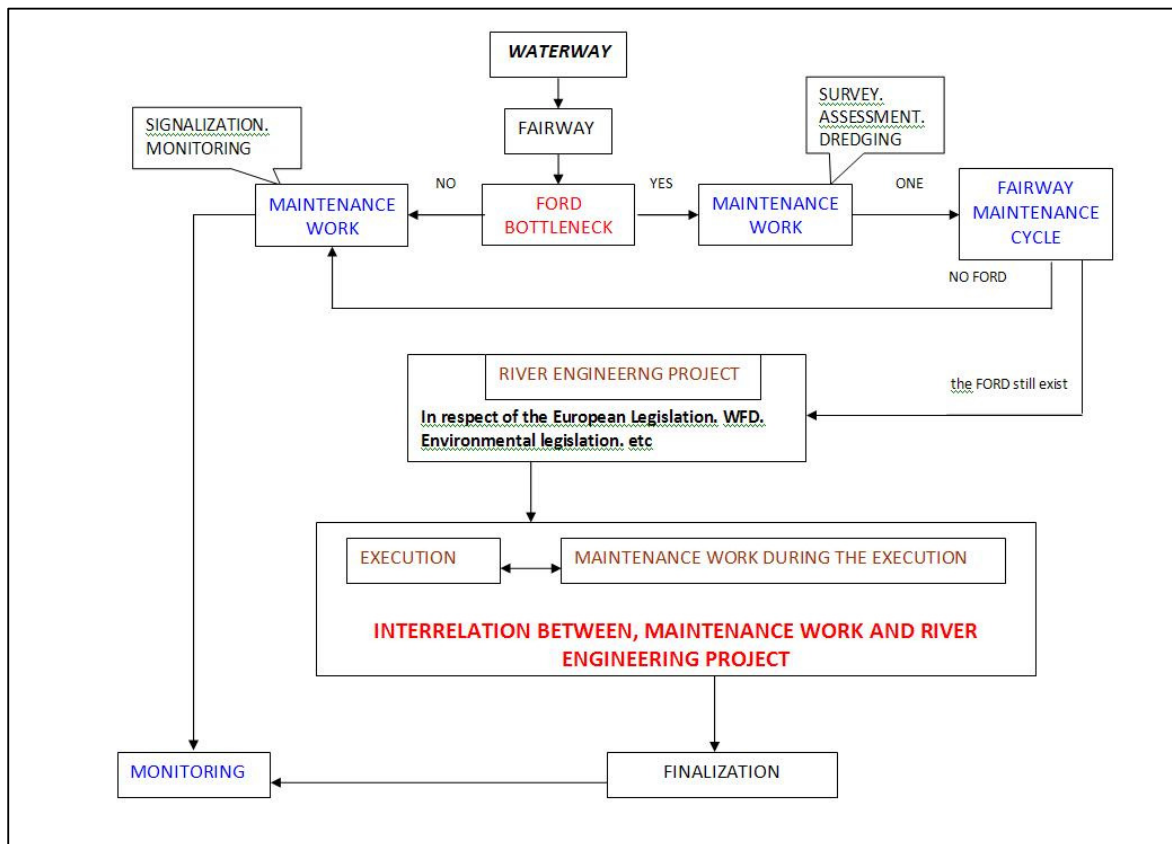 WATERWAY
SIGNALIZATION.
MONITORING
FAIRWAY
SURVEY.
ASSESSMENT.
DREDGING
MAINTENANCE
WORK
NO
FORD
BOTTLENECK
YES
MAINTENANCE
WORK
ONE
FAIRWAY
MAINTENANCE
CYCLE
NO FORD
RIVER ENGINEERNG PROJECT
In respect of the European Legislation. WFD.
Environmental legislation. etc
the FORD still exist
EXECUTION
MAINTENANCE WORK DURING THE EXECUTION
INTERRELATION BETWEEN, MAINTENANCE WORK AND RIVER
ENGINEERING PROJECT
MONITORING
FINALIZATION